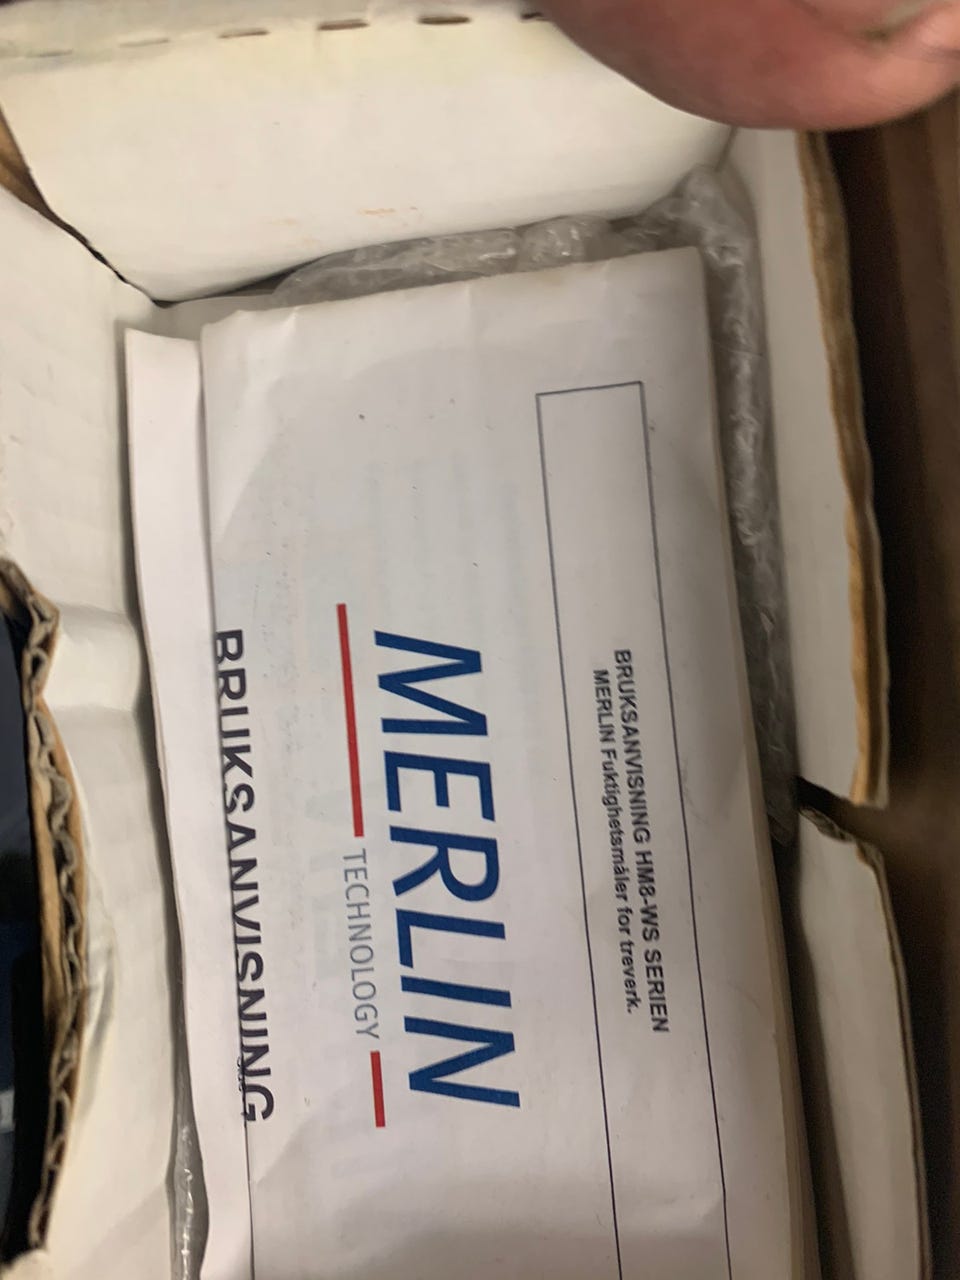 BRUKSANVISNING HM8-WS SERIEN
MERLIN Fuktighetsmåler for treverk.
MERLIN
TECHNOLOGY
BRUKSANVISNING